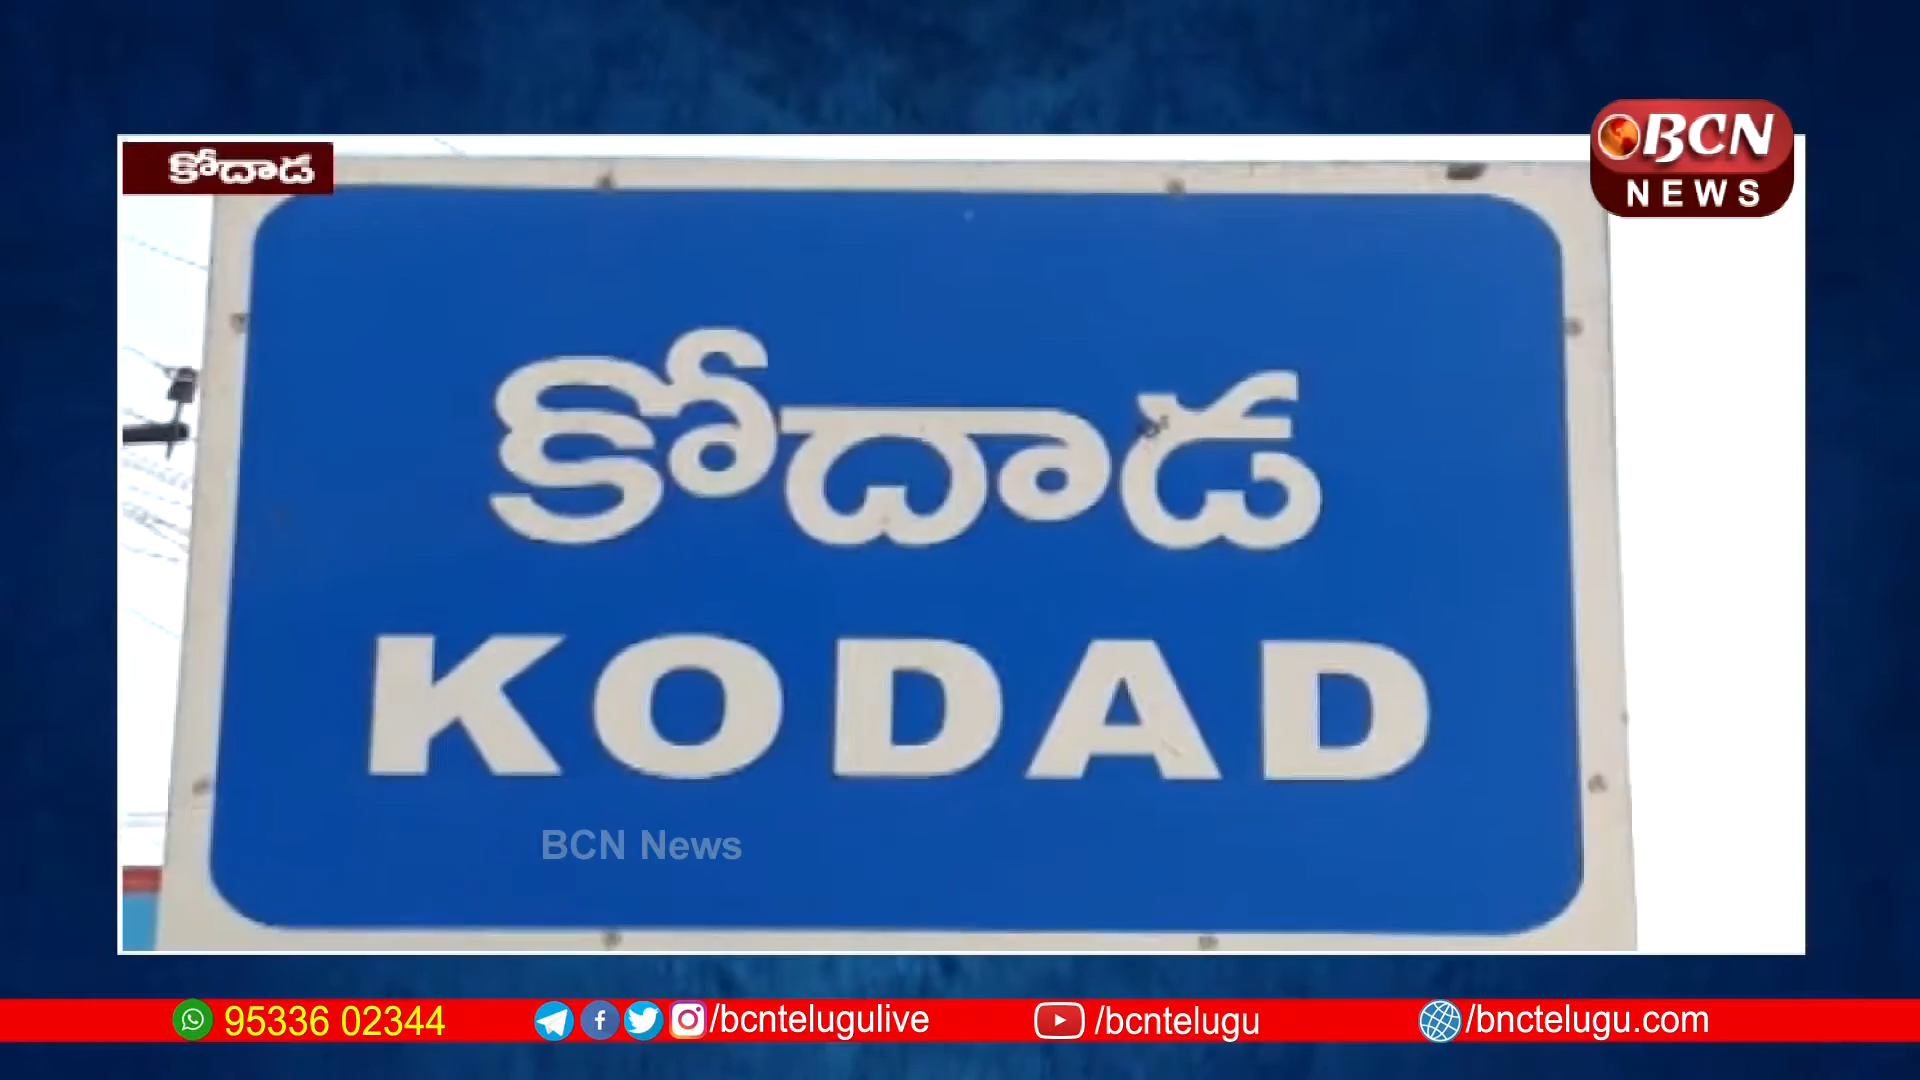 కోదాడ
BCN
NEWS
కోదాడ
KODAD
BCN News
95336 02344
/bcntelugulive
/bcntelugu
/bnctelugu.com